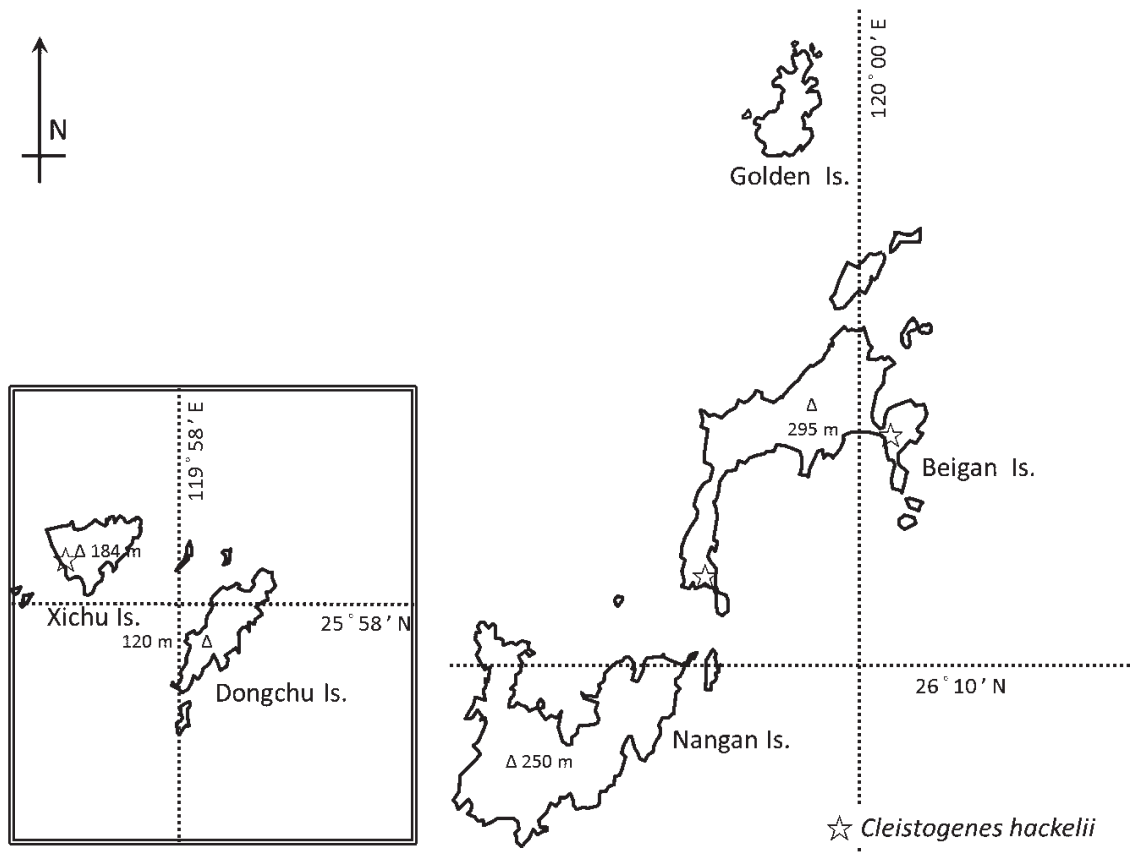 N
120°00'E
Golden Is.
Δ
295 m
Beigan Is.
119°58'E
Δ 184 m
Xichu Is.
25°58'N
120 m
Δ
Dongchu Is.
26°10'N
Nangan Is.
Δ 250 m
☆ Cleistogenes hackelii